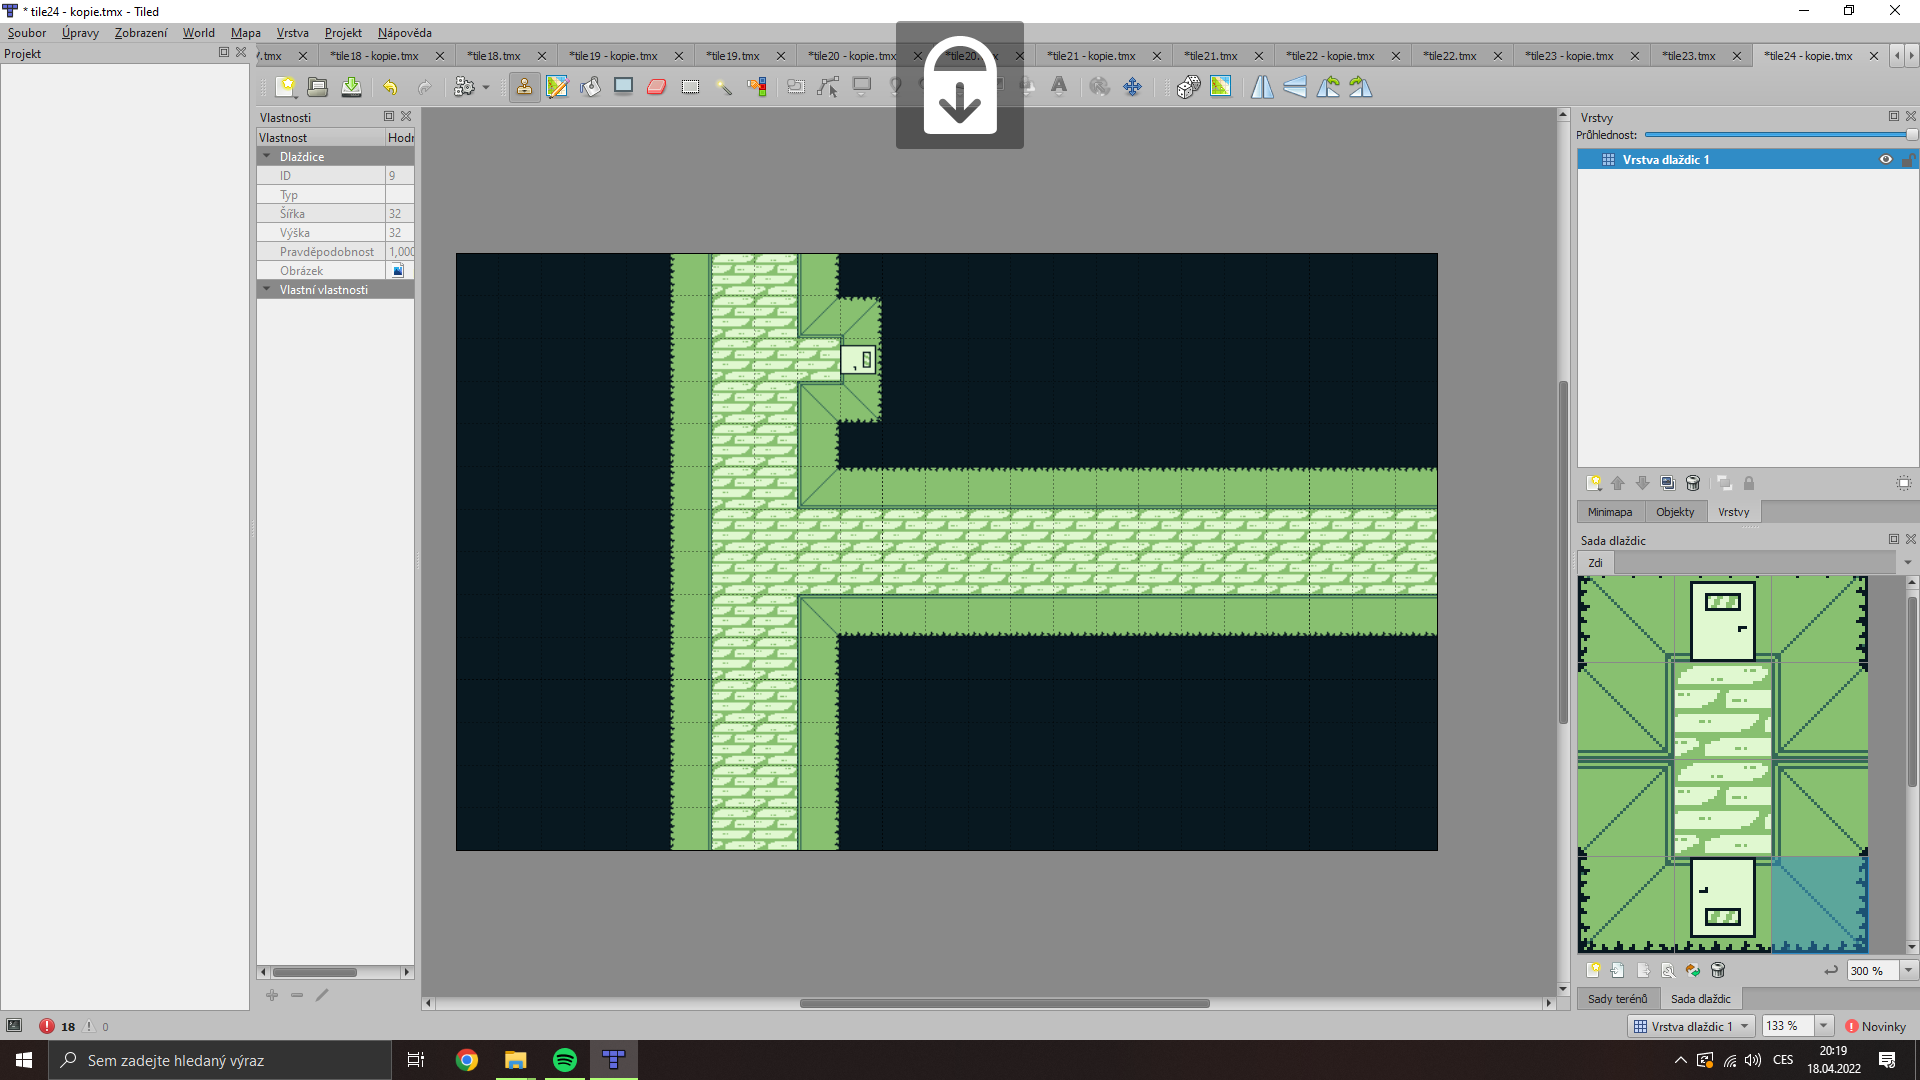 * tile24 - kopie.tmx - Tiled
Soubor Úpravy Zobrazení World Mapa Vrstva Projekt Nápověda
Projekt
.tmx *tile18 - kopie.tmx *tile18.tmx *tile19 - kopie.tmx *tile19.tmx *tile20 - kopie.tmx *tile20. *tile21 - kopie.tmx *tile21.tmx *tile22 - kopie.tmx *tile22.tmx *tile23 - kopie.tmx *tile23.tmx *tile24 - kopie.tmx
Vlastnosti
Vlastnost Hodr
Dlaždice
ID 9
Typ
Šířka 32
Výška 32
Pravděpodobnost 1,000
Obrázek
Vlastní vlastnosti
Vrstvy
Průhlednost:
Vrstva dlaždic 1
Minimapa Objekty Vrstvy
Sada dlaždic
Zdi
300 %
Sady terénů Sada dlaždic
18 0
Vrstva dlaždic 1 133 % Novinky
Sem zadejte hledaný výraz
CES
20:19
18.04.2022